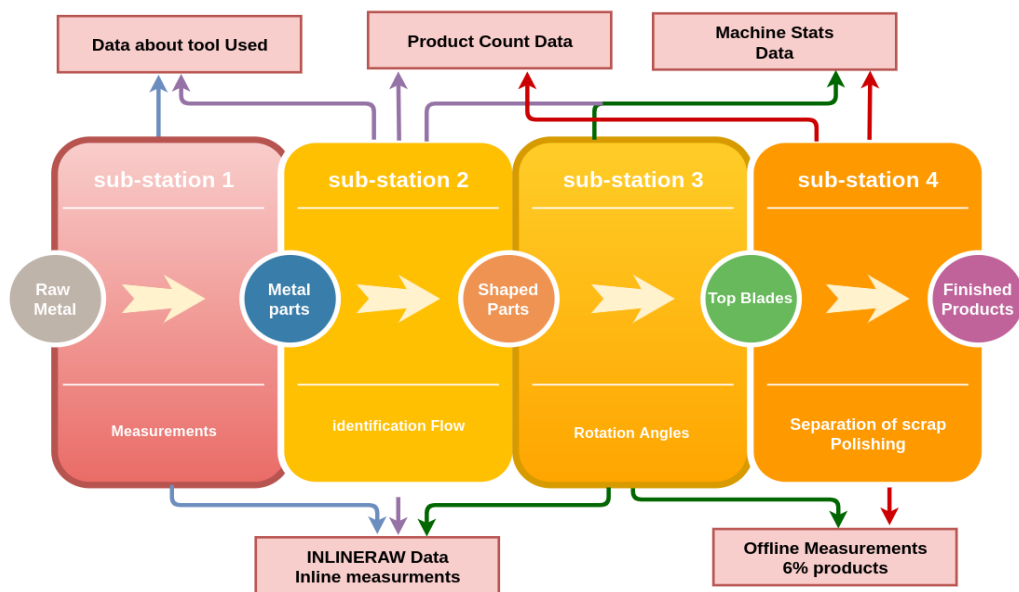 Data about tool Used
Product Count Data
Machine Stats
Data
sub-station 1
sub-station 2
sub-station 3
sub-station 4
Raw
Metal
Metal
parts
Shaped
Parts
Top Blades
Finished
Products
Measurements
identification Flow
Rotation Angles
Separation of scrap
Polishing
INLINERAW Data
Inline measurments
Offline Measurements
6% products